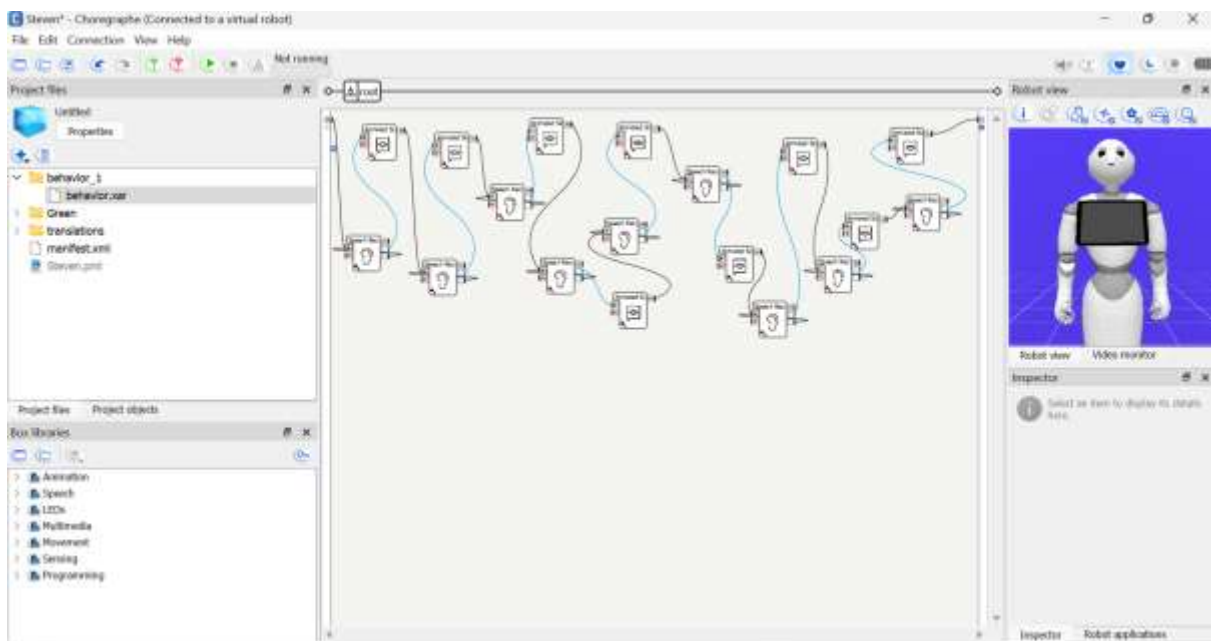 Steven* - Choregraphe (Connected to a virtual robot)
File Edit Connection View Help
Not running
Project files
Untitled
Properties
behavior_1
behavior.xar
Green
translations
manifest.xml
Steven.pml
Project files Project objects
Box libraries
Animation
Speech
LEDs
Multimedia
Movement
Sensing
Programming
root
Robot view
Robot view Video monitor
Inspector
Select an item to display its details
here.
Inspector Robot applications